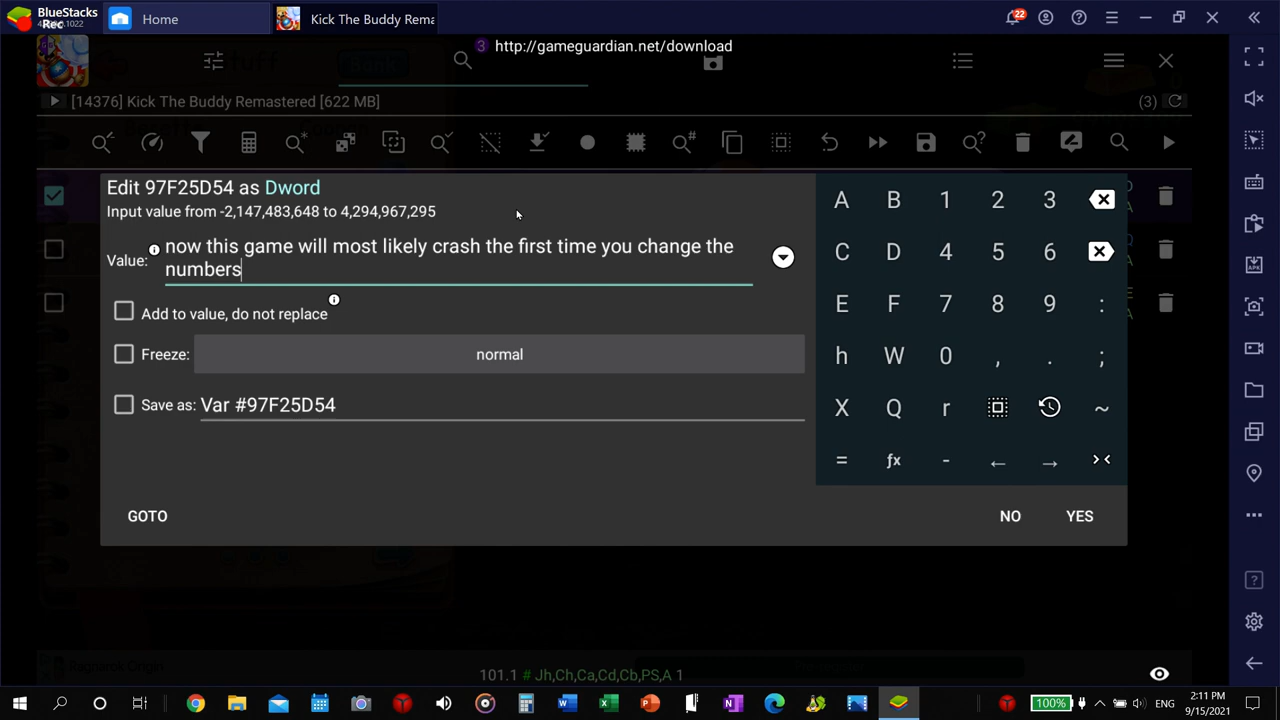 BlueStacks
Rec
Home
Kick The Buddy Rema
22
3 http://gameguardian.net/download
[14376] Kick The Buddy Remastered [622 MB]
(3)
Edit 97F25D54 as Dword
Input value from -2,147,483,648 to 4,294,967,295
Value:
now this game will most likely crash the first time you change the
numbers
Add to value, do not replace
Freeze: normal
Save as: Var #97F25D54
GOTO
NO YES
A B 1 2 3
C D 4 5 6
E F 7 8 9 :
h W 0 , . ;
X Q r ~
= ƒx - ← → ><
Ragnarok Origin
101.1 # Jh,Ch,Ca,Cd,Cb,PS,A 1
100%
ENG
2:11 PM
9/15/2021